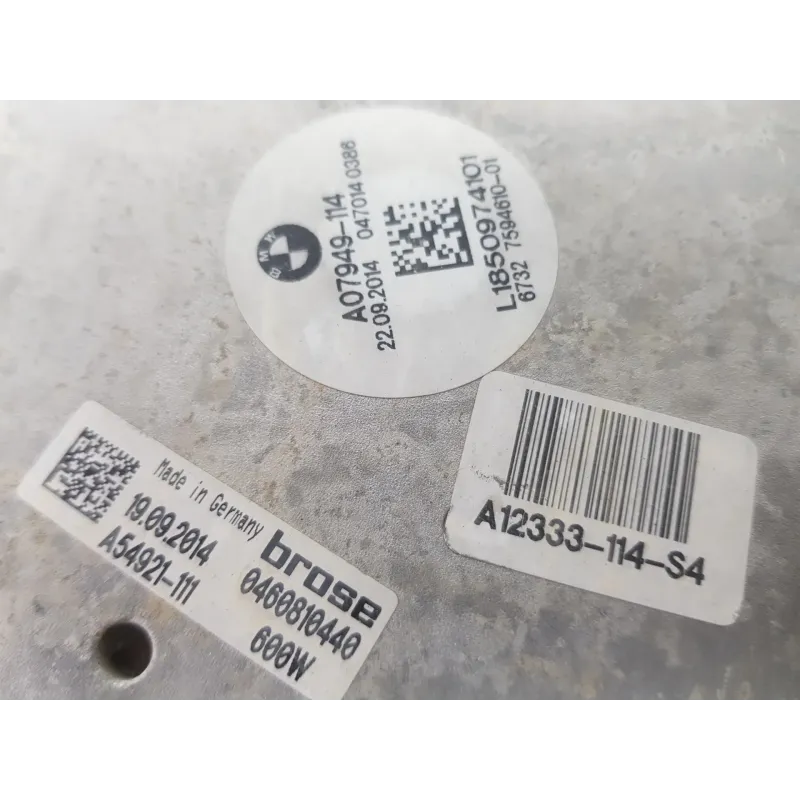 BMW
A07949-114
22.09.2014 0470140386
L1850974101
6732 7594610-01
A12333-114-S4
Made in Germany
19.09.2014
A54921-111
brose
0460810440
600W